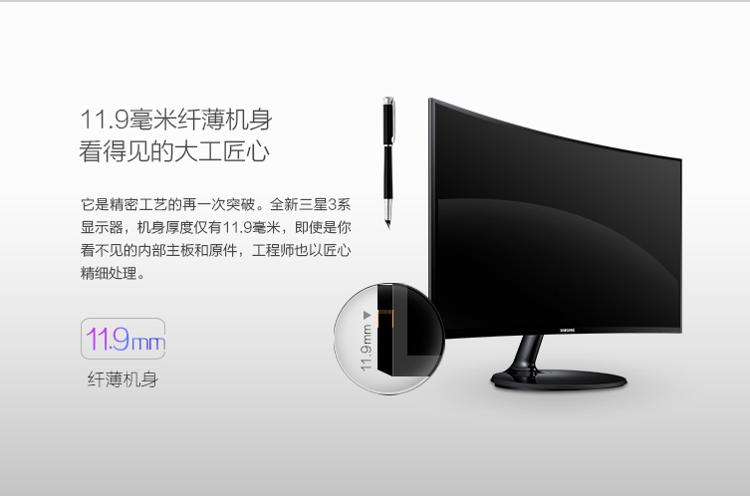 11.9毫米纤薄机身
看得见的大工匠心
它是精密工艺的再一次突破。全新三星3系
显示器，机身厚度仅有11.9毫米，即使是你
看不见的内部主板和原件，工程师也以匠心
精细处理。
11.9mm
纤薄机身
11.9mm
SAMSUNG